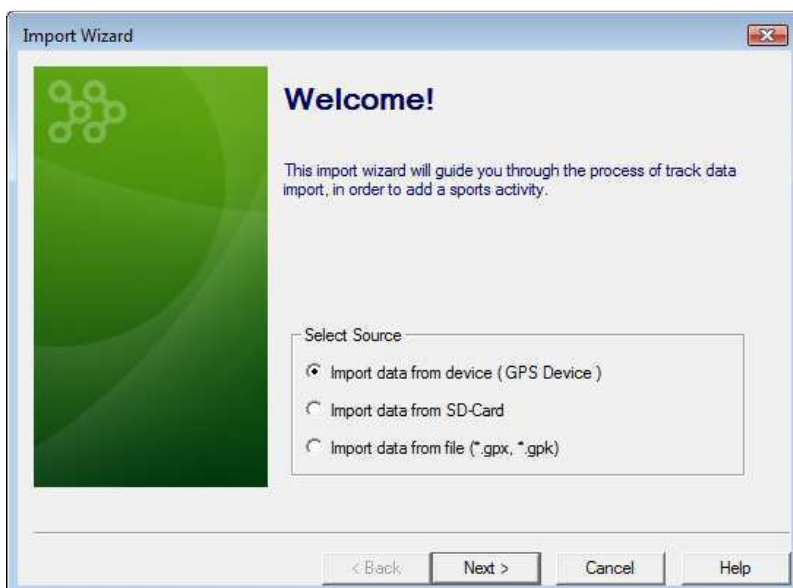 Import Wizard
Welcome!
This import wizard will guide you through the process of track data
import, in order to add a sports activity.
Select Source
Import data from device ( GPS Device )
Import data from SD-Card
Import data from file (*.gpx, *.gpk)
< Back Next > Cancel Help